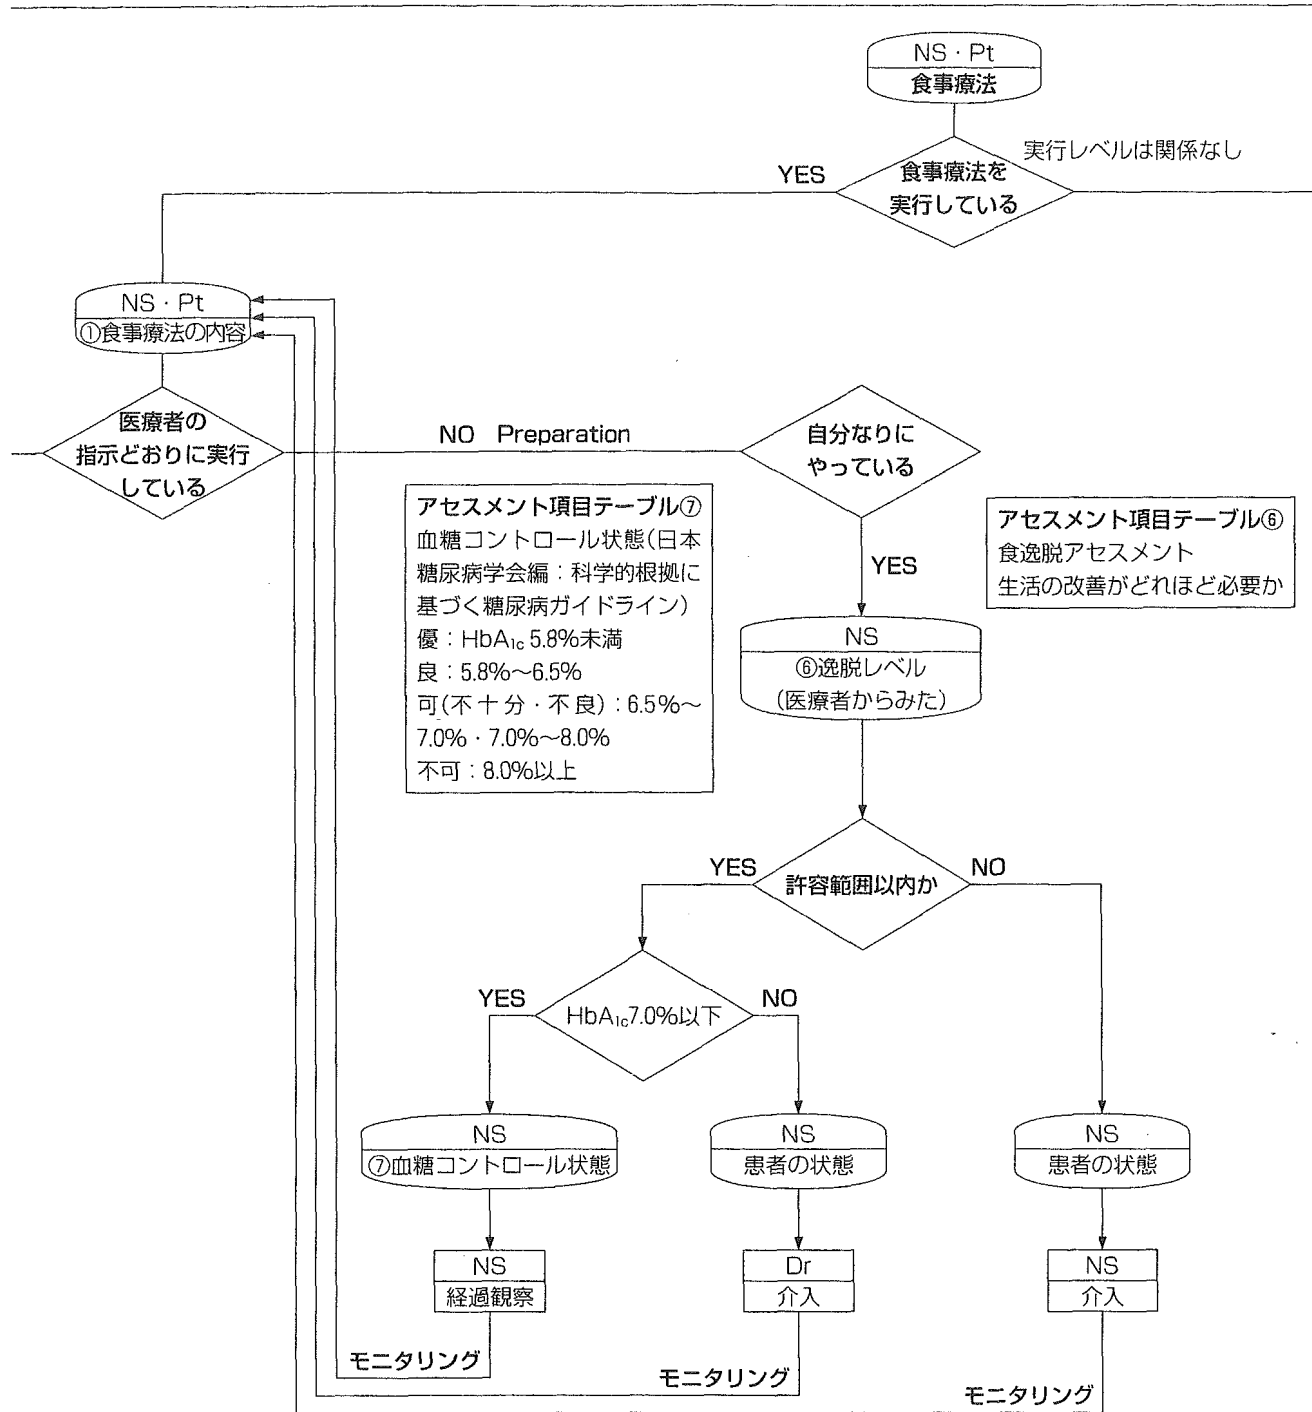 NS・Pt
食事療法
実行レベルは関係なし
YES
食事療法を
実行している
NS・Pt
①食事療法の内容
医療者の
指示どおりに実行
している
NO Preparation
自分なりに
やっている
アセスメント項目テーブル⑦
血糖コントロール状態(日本
糖尿病学会編：科学的根拠に
基づく糖尿病ガイドライン)
優：HbA1c 5.8%未満
良：5.8%〜6.5%
可(不十分・不良)：6.5%〜
7.0%・7.0%〜8.0%
不可：8.0%以上
アセスメント項目テーブル⑥
食逸脱アセスメント
生活の改善がどれほど必要か
YES
NS
⑥逸脱レベル
(医療者からみた)
YES
許容範囲以内か
NO
YES
HbA1c7.0%以下
NO
NS
⑦血糖コントロール状態
NS
患者の状態
NS
患者の状態
NS
経過観察
Dr
介入
NS
介入
モニタリング
モニタリング
モニタリング